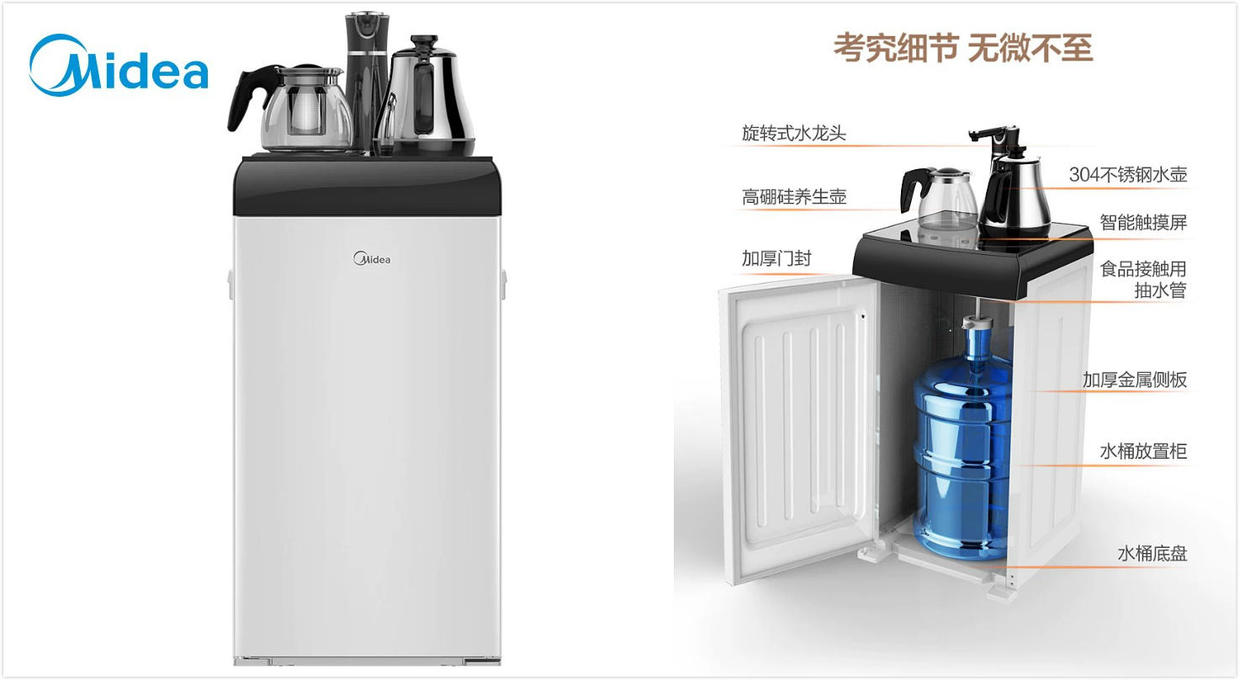 Midea
Midea
考究细节 无微不至
旋转式水龙头
304不锈钢水壶
高硼硅养生壶
智能触摸屏
加厚门封
食品接触用
抽水管
加厚金属侧板
水桶放置柜
水桶底盘